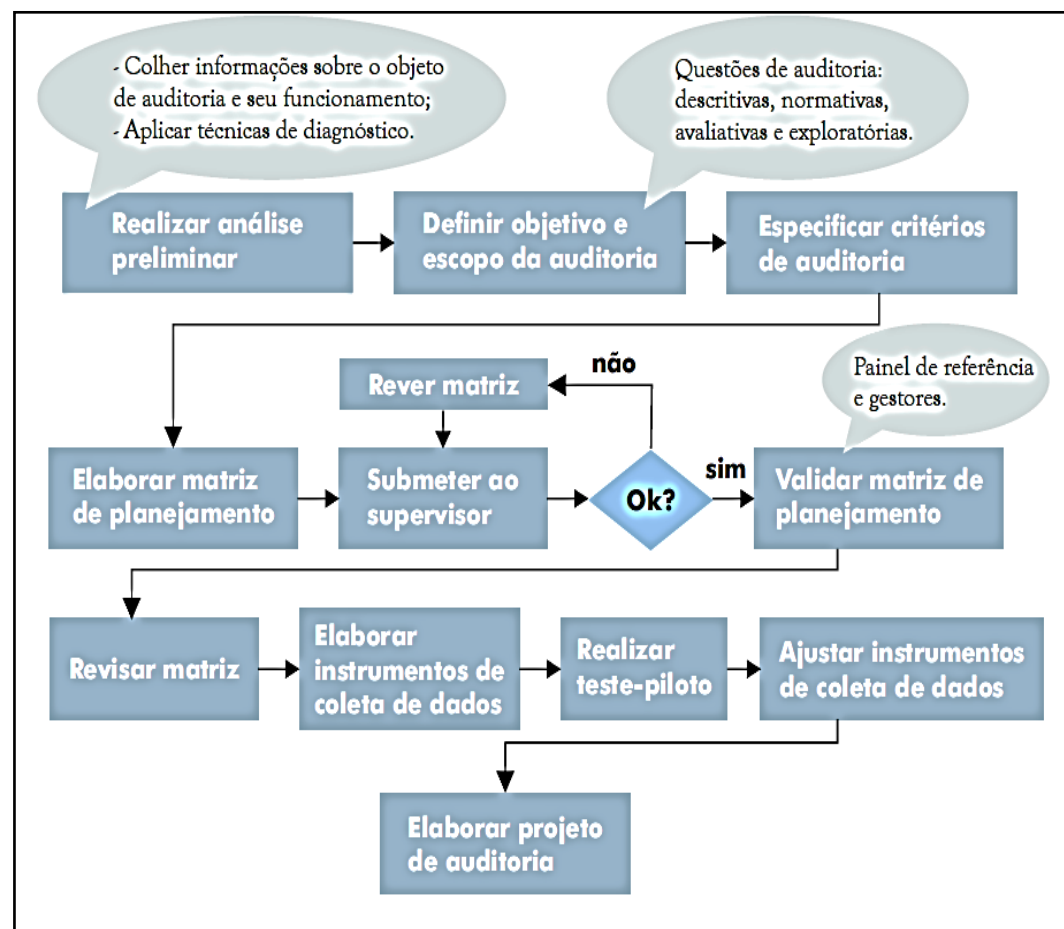 - Colher informações sobre o objeto
de auditoria e seu funcionamento;
- Aplicar técnicas de diagnóstico.
Questões de auditoria:
descritivas, normativas,
avaliativas e exploratórias.
Realizar análise
preliminar
Definir objetivo e
escopo da auditoria
Especificar critérios
de auditoria
Painel de referência
e gestores.
não
Rever matriz
Elaborar matriz
de planejamento
Submeter ao
supervisor
Ok?
sim
Validar matriz de
planejamento
Revisar matriz
Elaborar
instrumentos de
coleta de dados
Realizar
teste-piloto
Ajustar instrumentos
de coleta de dados
Elaborar projeto
de auditoria